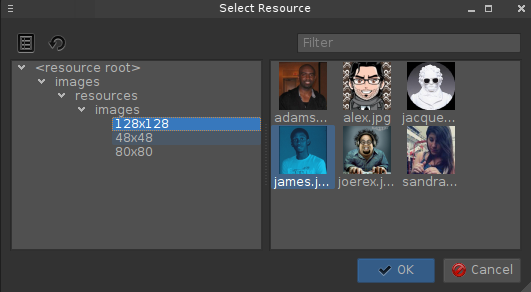 Select Resource
Filter
<resource root>
images
resources
images
128x128
48x48
80x80
adams...
alex.jpg
jacque...
james.j...
joerex.j...
sandra...
OK
Cancel